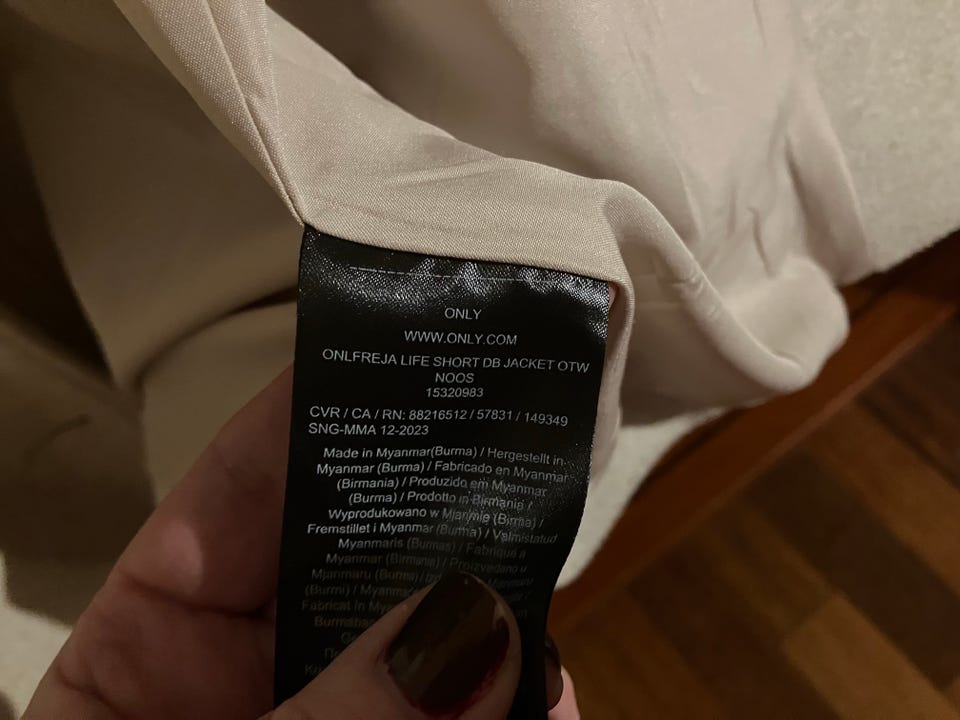 ONLY
WWW.ONLY.COM
ONLFREJA LIFE SHORT DB JACKET OTW
NOOS
15320983
CVR / CA / RN: 88216512 / 57831 / 149349
SNG-MMA 12-2023
Made in Myanmar(Burma) / Hergestellt in
Myanmar (Burma) / Fabricado en Myanmar
(Birmania) / Produzido em Myanmar
(Burma) / Prodotto in Birmania /
Wyprodukowano w Mjanmie (Birma) /
Fremstillet i Myanmar (Burma) / Valmistatud
Myanmaris (Burmas) / Fabriqué à
Myanmar (Birmanie) / Proizvedeno u
Mjanmaru (Burmi) /
(Burmi) /
Fabricat în